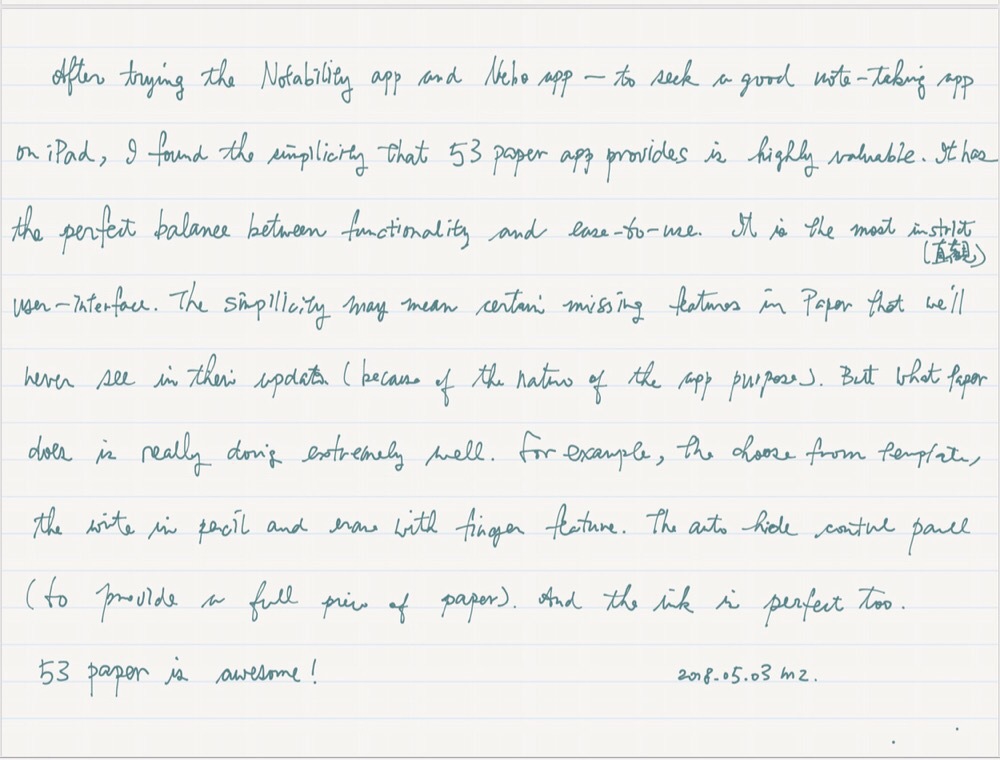 After trying the Notability app and Nebo app – to seek a good note-taking app
on iPad, I found the simplicity that 53 paper app provides is highly valuable. It has
the perfect balance between functionality and ease-to-use. It is the most
(直観)
user-interface. The simplicity may mean certain missing features in Paper that we'll
never see in their updates (because of the nature of the app purpose). But what Paper
does is really doing extremely well. For example, the choose from template,
the write in pencil and erase with finger feature. The auto hide control panel
(to provide a full piece of paper). And the ink is perfect too.
53 paper is awesome!
2018.05.03 mz.